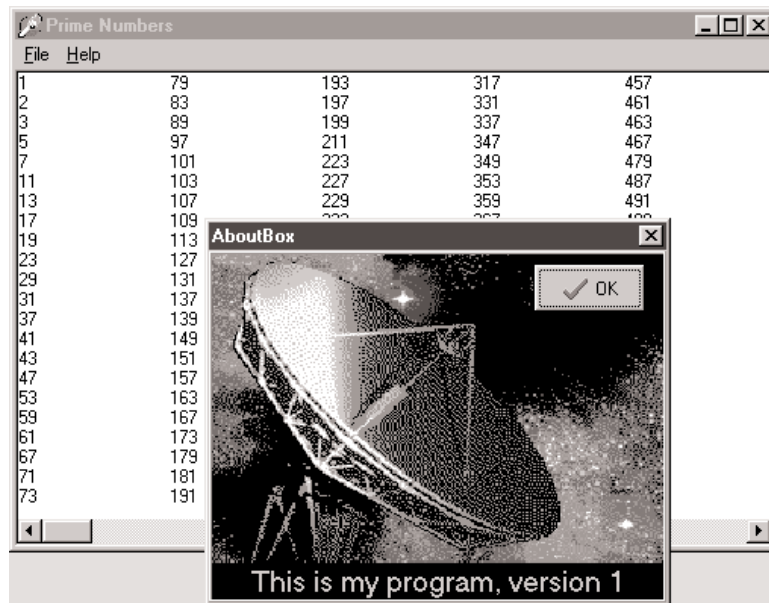 Prime Numbers
File Help
1 79 193 317 457
2 83 197 331 461
3 89 199 337 463
5 97 211 347 467
7 101 223 349 479
11 103 227 353 487
13 107 229 359 491
17 109
19 113
23 127
29 131
31 137
37 139
41 149
43 151
47 157
53 163
59 167
61 173
67 179
71 181
73 191
AboutBox
OK
This is my program, version 1